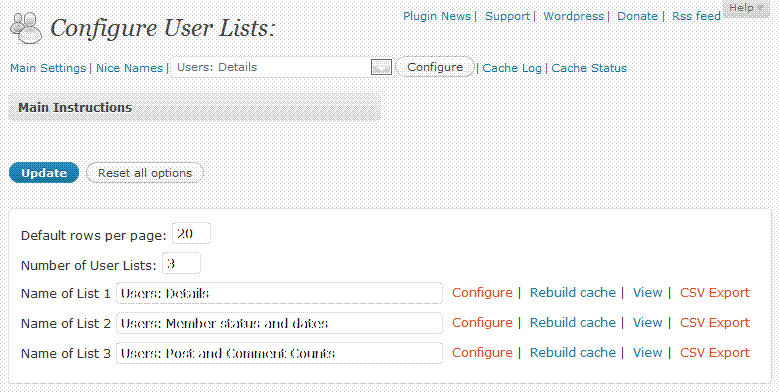 Plugin News | Support | Wordpress | Donate | Rss feed Help
Configure User Lists:
Main Settings | Nice Names | Users: Details Configure | Cache Log | Cache Status
Main Instructions
Update Reset all options
Default rows per page: 20
Number of User Lists: 3
Name of List 1 Users: Details Configure | Rebuild cache | View | CSV Export
Name of List 2 Users: Member status and dates Configure | Rebuild cache | View | CSV Export
Name of List 3 Users: Post and Comment Counts Configure | Rebuild cache | View | CSV Export